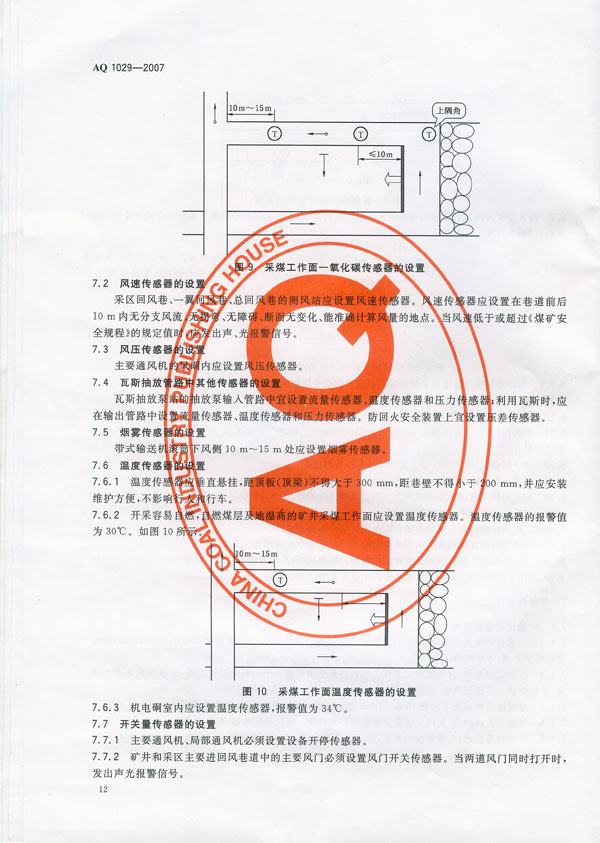 AQ 1029—2007
10m～15m
上隅角
T
T
T
≤10m
图 9 采煤工作面一氧化碳传感器的设置
7.2 风速传感器的设置
采区回风巷、一翼回风巷、总回风巷的测风站应设置风速传感器。风速传感器应设置在巷道前后
10 m 内无分支风流、无拐弯、无障碍、断面无变化、能准确计算风量的地点。当风速低于或超过《煤矿安
全规程》的规定值时,应发出声、光报警信号。
7.3 风压传感器的设置
主要通风机的风硐内应设置风压传感器。
7.4 瓦斯抽放管路中其他传感器的设置
瓦斯抽放泵站的抽放泵输入管路中宜设置流量传感器、温度传感器和压力传感器;利用瓦斯时,应
在输出管路中设置流量传感器、温度传感器和压力传感器。防回火安全装置上宜设置压差传感器。
7.5 烟雾传感器的设置
带式输送机滚筒下风侧 10 m～15 m 处应设置烟雾传感器。
7.6 温度传感器的设置
7.6.1 温度传感器应垂直悬挂,距顶板(顶梁)不得大于 300 mm,距巷壁不得小于 200 mm,并应安装
维护方便,不影响行人和行车。
7.6.2 开采容易自燃,自燃煤层及地温高的矿井采煤工作面应设置温度传感器。温度传感器的报警值
为 30℃。如图 10 所示。
10m～15m
T
图 10 采煤工作面温度传感器的设置
7.6.3 机电硐室内应设置温度传感器,报警值为 34℃。
7.7 开关量传感器的设置
7.7.1 主要通风机、局部通风机必须设置设备开停传感器。
7.7.2 矿井和采区主要进回风巷道中的主要风门必须设置风门开关传感器。当两道风门同时打开时,
发出声光报警信号。
12
CHINA COAL INDUSTRY PUBLISHING HOUSE
AQ